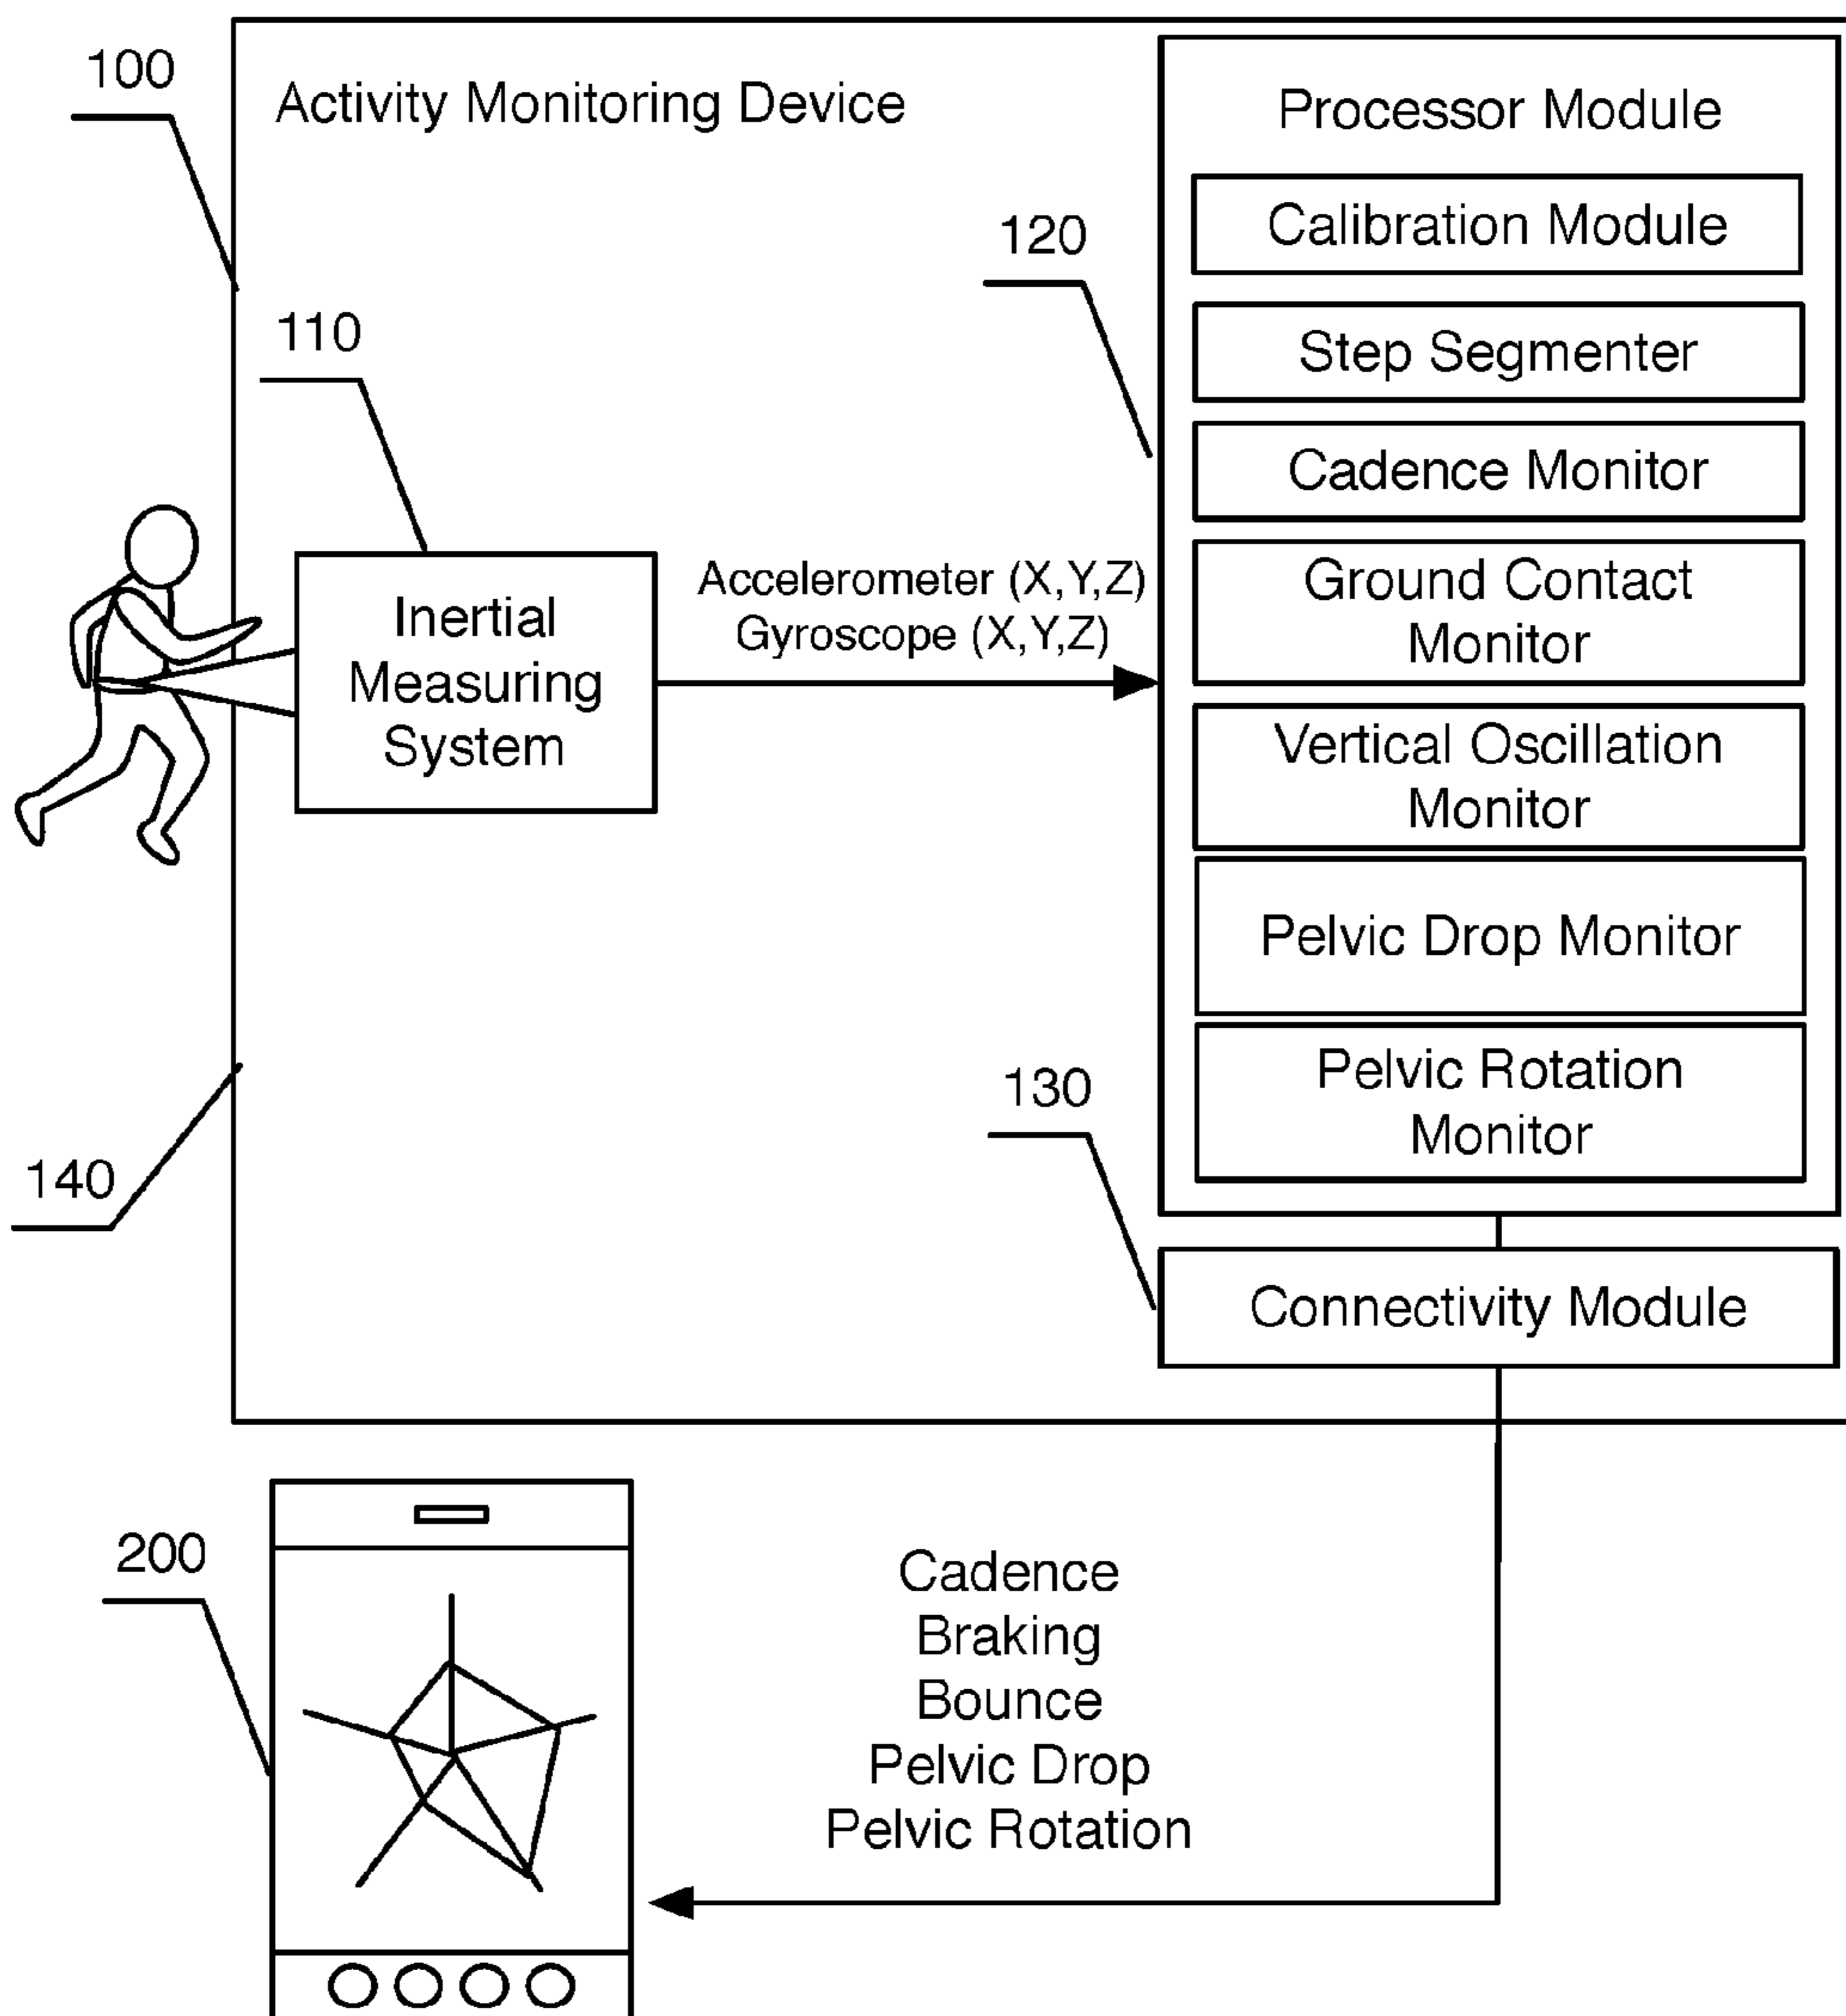 100
Activity Monitoring Device
Processor Module
Calibration Module
120
Step Segmenter
110
Cadence Monitor
Accelerometer (X,Y,Z)
Gyroscope (X,Y,Z)
Inertial
Measuring
System
Ground Contact
Monitor
Vertical Oscillation
Monitor
Pelvic Drop Monitor
Pelvic Rotation
Monitor
130
140
Connectivity Module
200
Cadence
Braking
Bounce
Pelvic Drop
Pelvic Rotation